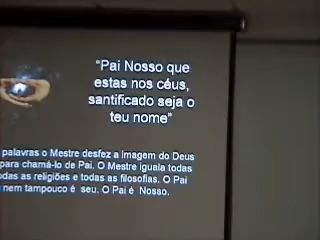 “Pai Nosso que
estas nos céus,
santificado seja o
teu nome”
palavras o Mestre desfez a imagem do Deus
para chamá-lo de Pai. O Mestre iguala todas
odas as religiões e todas as filosofias. O Pai
nem tampouco é seu. O Pai é Nosso.